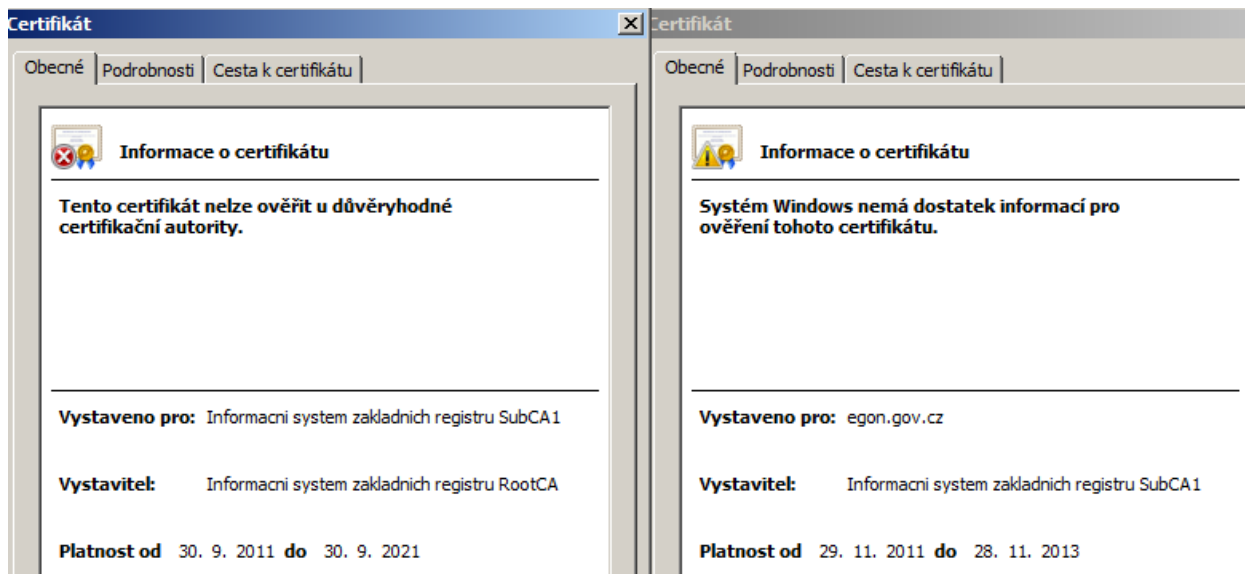 Certifikát
Obecné Podrobnosti Cesta k certifikátu
Informace o certifikátu
Tento certifikát nelze ověřit u důvěryhodné
certifikační autority.
Vystaveno pro: Informacni system zakladnich registru SubCA1
Vystavitel: Informacni system zakladnich registru RootCA
Platnost od 30. 9. 2011 do 30. 9. 2021
Certifikát
Obecné Podrobnosti Cesta k certifikátu
Informace o certifikátu
Systém Windows nemá dostatek informací pro
ověření tohoto certifikátu.
Vystaveno pro: egon.gov.cz
Vystavitel: Informacni system zakladnich registru SubCA1
Platnost od 29. 11. 2011 do 28. 11. 2013